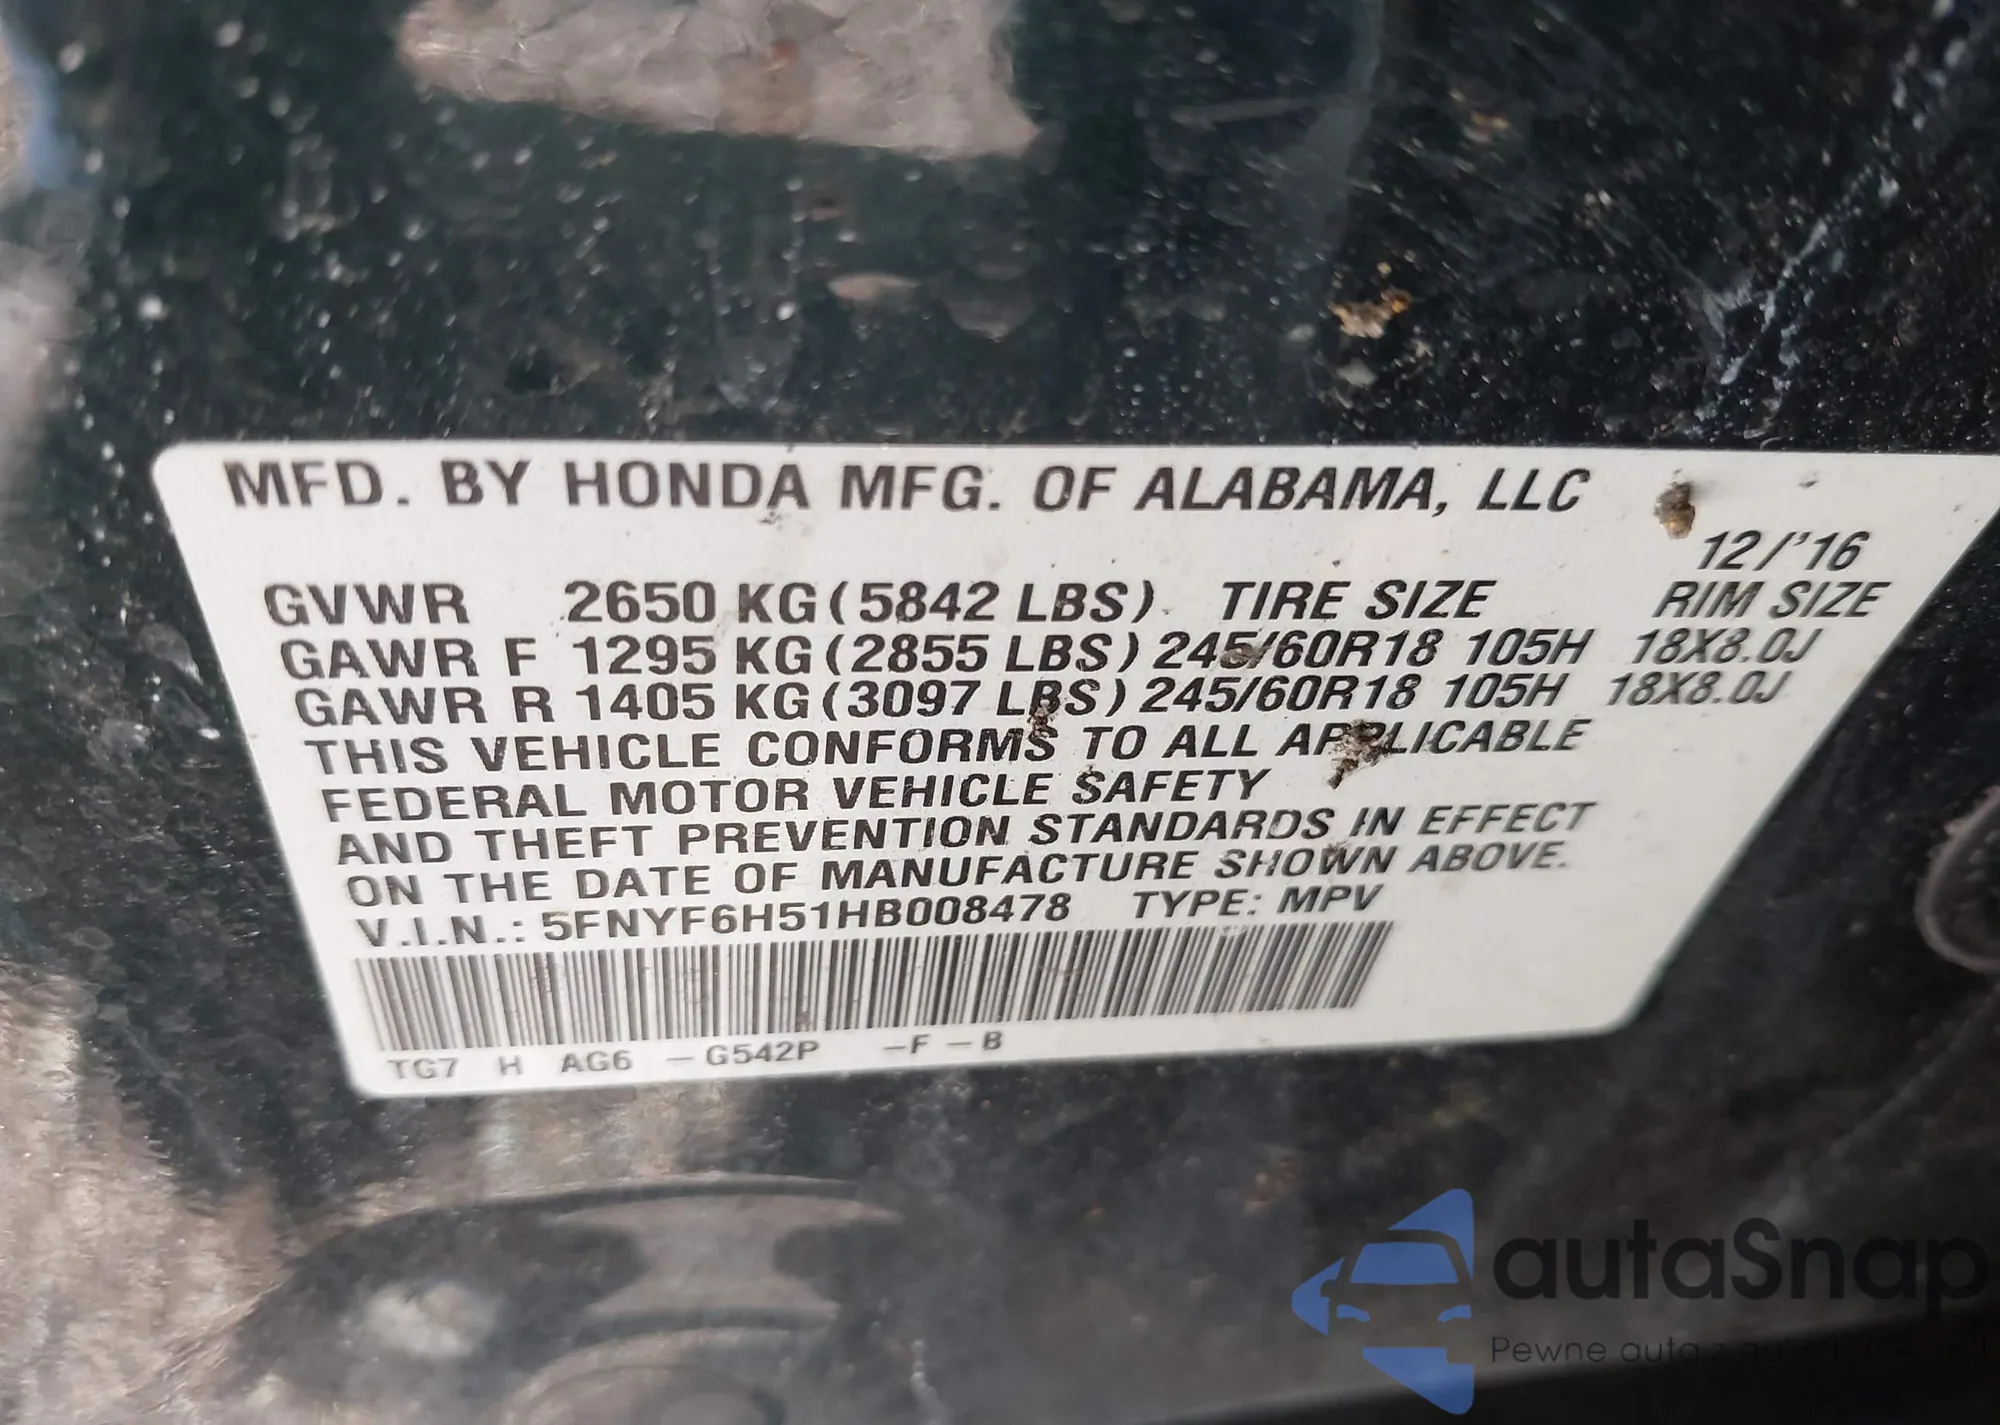 MFD. BY HONDA MFG. OF ALABAMA, LLC
12/'16
GVWR 2650 KG (5842 LBS) TIRE SIZE RIM SIZE
GAWR F 1295 KG (2855 LBS) 245/60R18 105H 18X8.0J
GAWR R 1405 KG (3097 LBS) 245/60R18 105H 18X8.0J
THIS VEHICLE CONFORMS TO ALL APPLICABLE
FEDERAL MOTOR VEHICLE SAFETY
AND THEFT PREVENTION STANDARDS IN EFFECT
ON THE DATE OF MANUFACTURE SHOWN ABOVE.
V.I.N.: 5FNYF6H51HB008478 TYPE: MPV
TG7 H AG6 -G542P -F-B
autaSnap
Pewne auta z